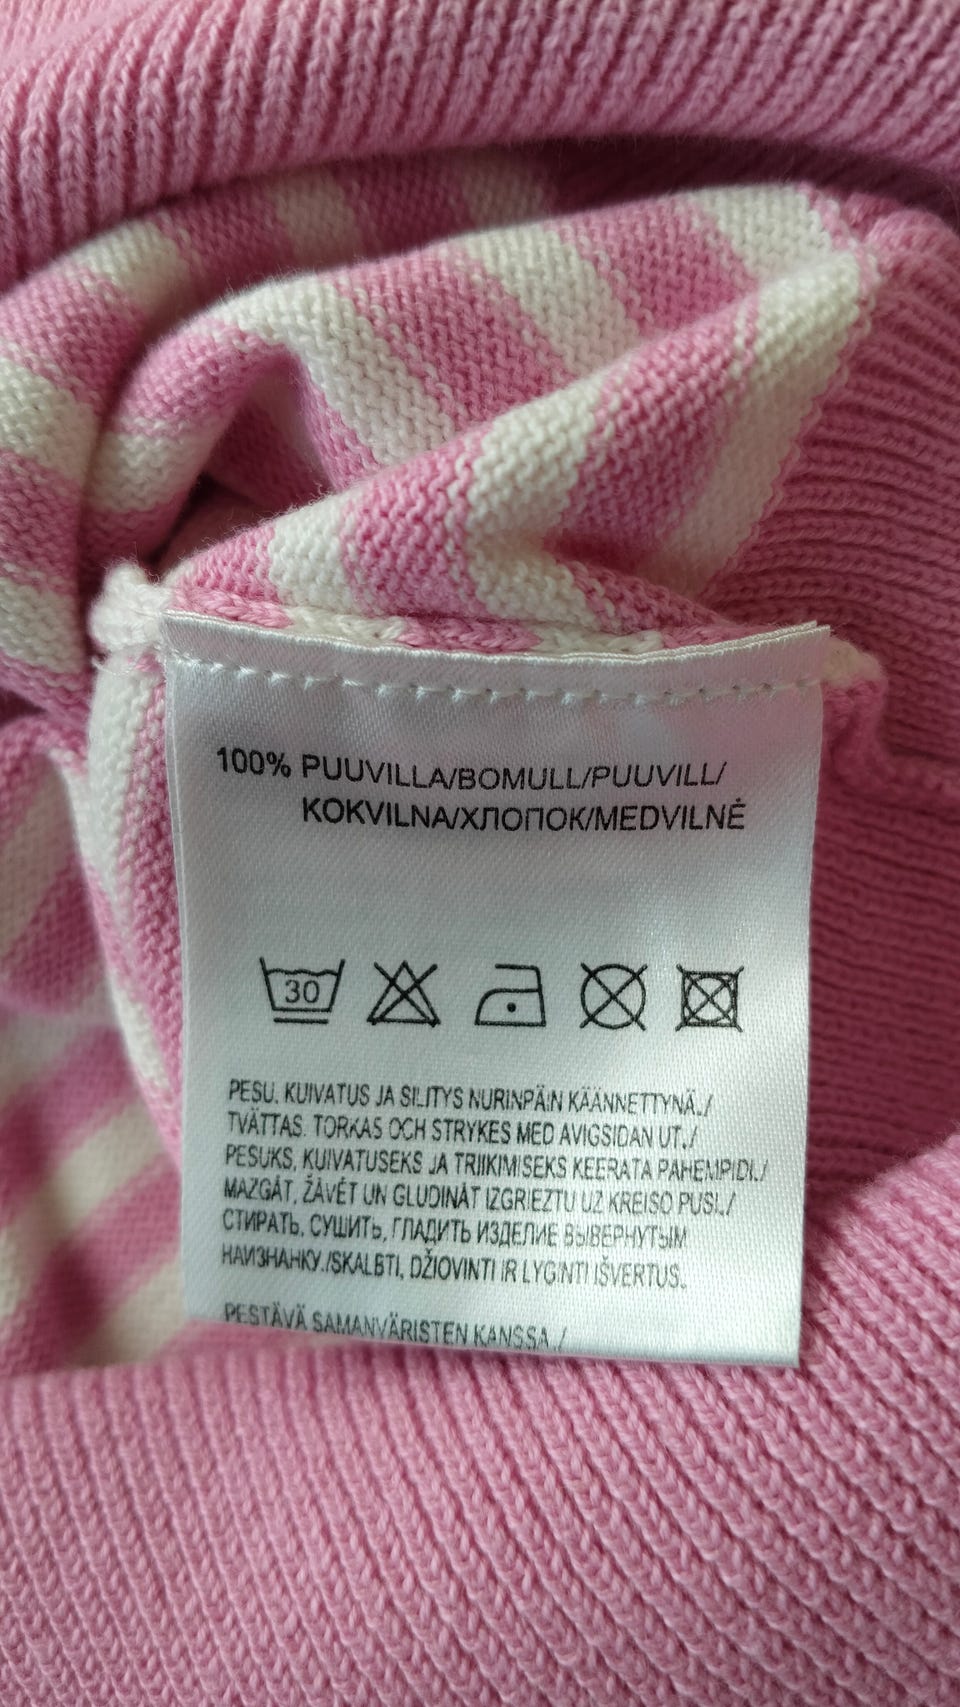 100% PUUVILLA/BOMULL/PUUVILL/
KOKVILNA/ХЛОПОК/MEDVILNĖ
30
PESU, KUIVATUS JA SILITYS NURINPÄIN KÄÄNNETTYNÄ./
TVÄTTAS, TORKAS OCH STRYKES MED AVIGSIDAN UT./
PESUKS, KUIVATUSEKS JA TRIIKIMISEKS KEERATA PAHEMPIDI./
MAZGĀT, ŽĀVĒT UN GLUDINĀT IZGRIEZTU UZ KREISO PUSI./
СТИРАТЬ, СУШИТЬ, ГЛАДИТЬ ИЗДЕЛИЕ ВЫВЕРНУТЫМ
НАИЗНАНКУ./SKALBTI, DŽIOVINTI IR LYGINTI IŠVERTUS.
PESTÄVÄ SAMANVÄRISTEN KANSSA./